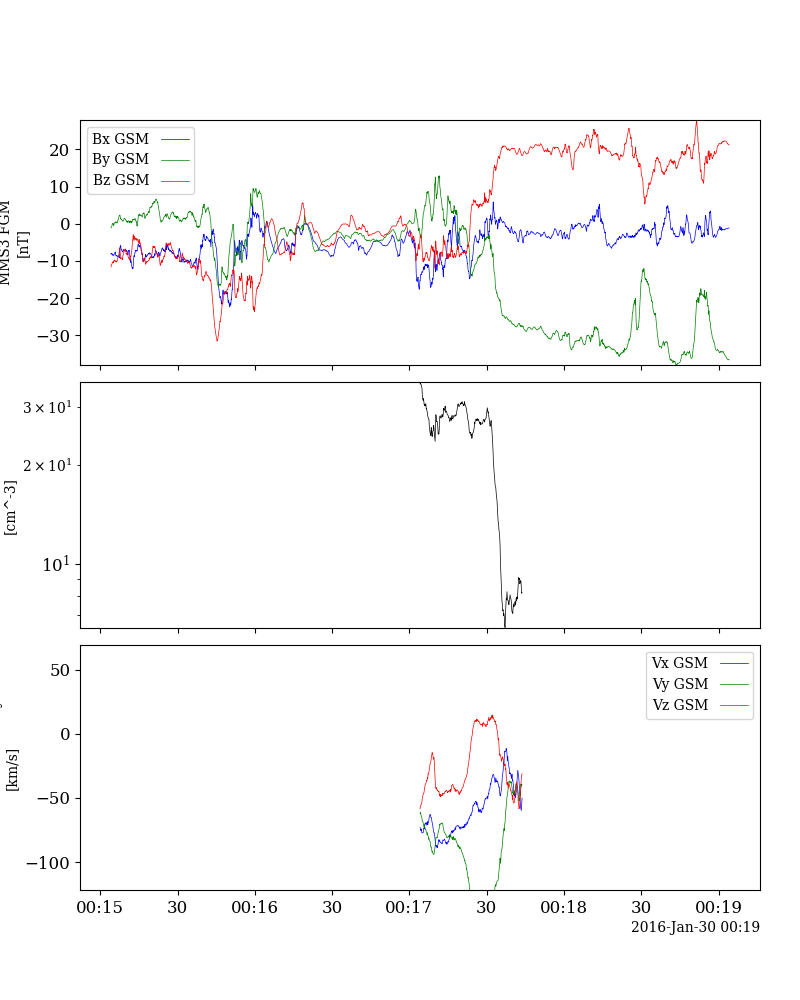 Bx GSM
By GSM
Bz GSM
20
10
0
−10
−20
−30
MMS3 FGM
[nT]
3 × 10¹
2 × 10¹
10¹
[cm^-3]
Vx GSM
Vy GSM
Vz GSM
50
0
−50
−100
[km/s]
00:15 30 00:16 30 00:17 30 00:18 30 00:19
2016-Jan-30 00:19